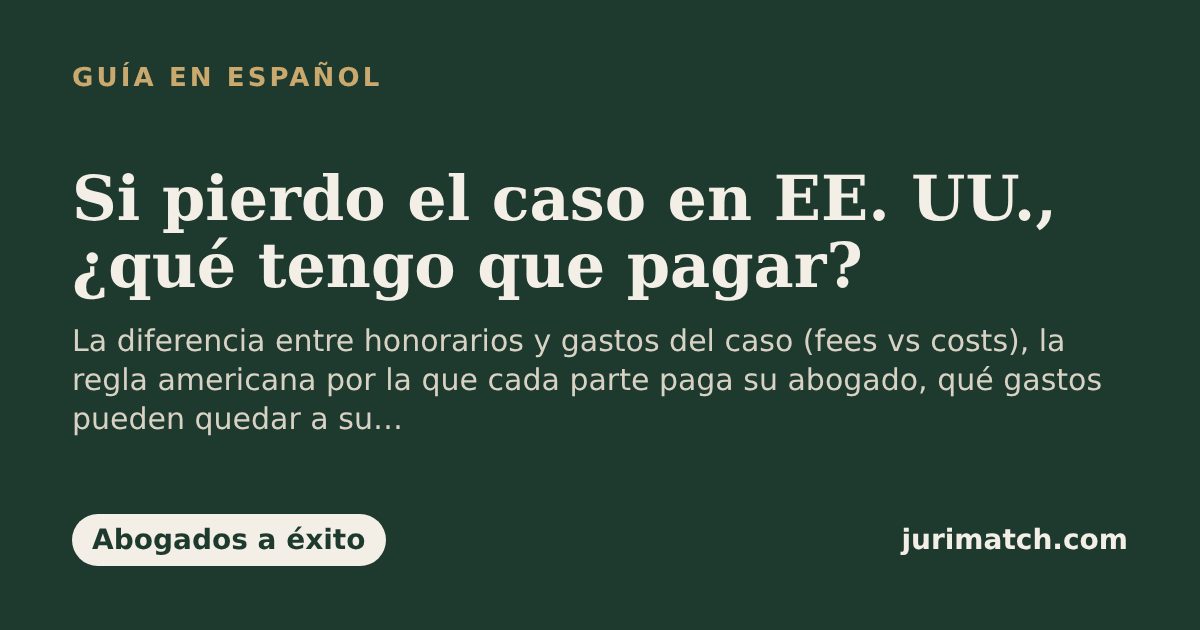 GUÍA EN ESPAÑOL
Si pierdo el caso en EE. UU.,
¿qué tengo que pagar?
La diferencia entre honorarios y gastos del caso (fees vs costs), la
regla americana por la que cada parte paga su abogado, qué gastos
pueden quedar a su...
Abogados a éxito
jurimatch.com